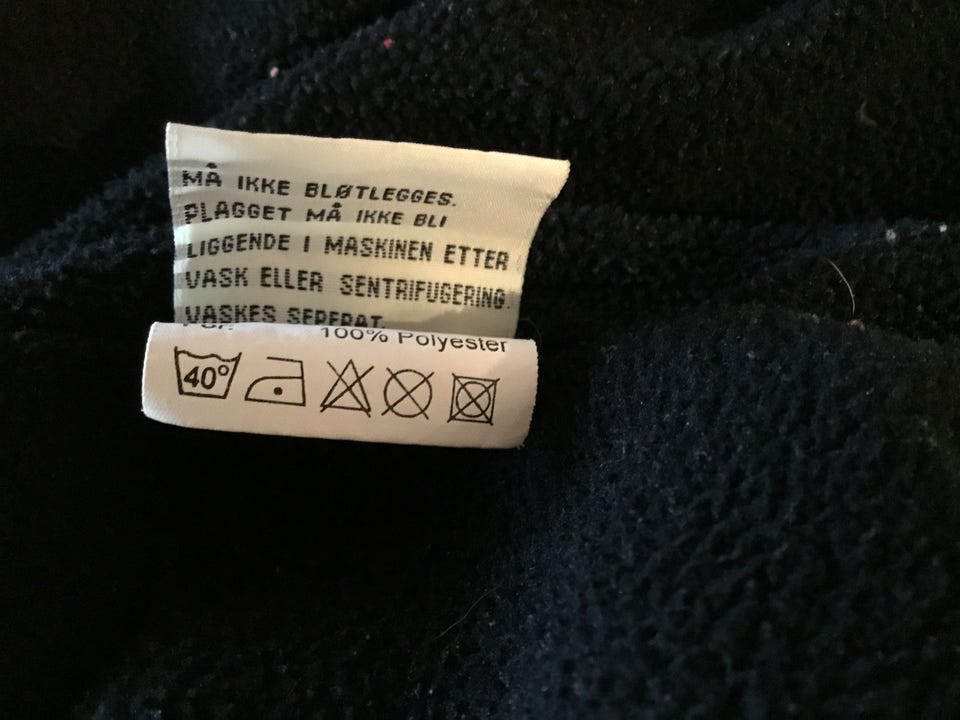 MÅ IKKE BLØTLEGGES.
PLAGGET MÅ IKKE BLI
LIGGENDE I MASKINEN ETTER
VASK ELLER SENTRIFUGERING.
VASKES SEPERAT.
100% Polyester
40°